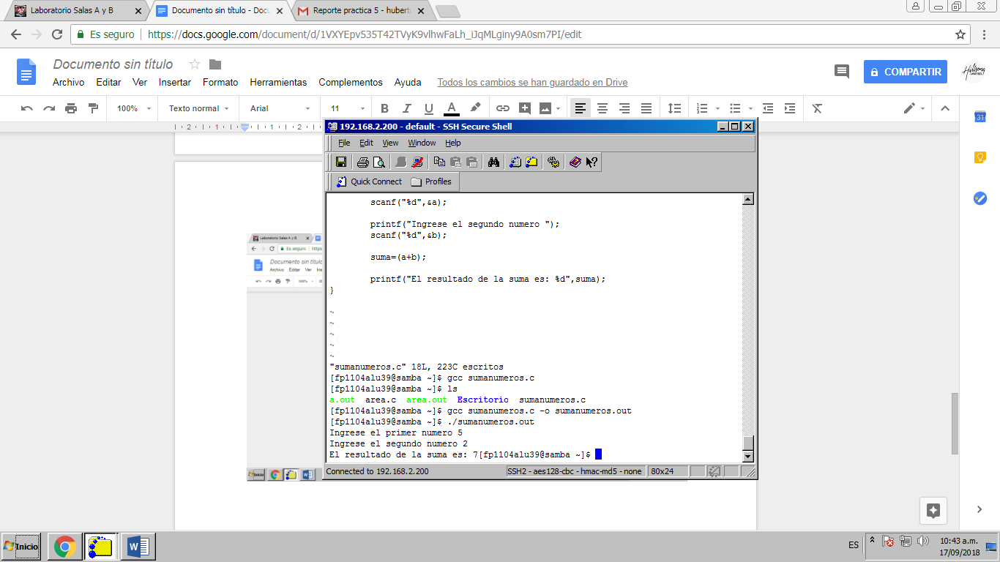 Laboratorio Salas A y B
Documento sin título - Docu
Reporte practica 5 - hubert
Es seguro
https://docs.google.com/document/d/1VXYEpv535T42TVyK9vlhwFaLh_iJqMLginy9A0sm7PI/edit
Documento sin título
Archivo Editar Ver Insertar Formato Herramientas Complementos Ayuda Todos los cambios se han guardado en Drive
COMPARTIR
100% Texto normal Arial 11
2 1 1 2
31
192.168.2.200 - default - SSH Secure Shell
File Edit View Window Help
Quick Connect Profiles
scanf("%d",&a);
printf("Ingrese el segundo numero ");
scanf("%d",&b);
suma=(a+b);
printf("El resultado de la suma es: %d",suma);
}
~
~
~
~
~
"sumanumeros.c" 18L, 223C escritos
[fp1104alu39@samba ~]$ gcc sumanumeros.c
[fp1104alu39@samba ~]$ ls
a.out area.c area.out Escritorio sumanumeros.c
[fp1104alu39@samba ~]$ gcc sumanumeros.c -o sumanumeros.out
[fp1104alu39@samba ~]$ ./sumanumeros.out
Ingrese el primer numero 5
Ingrese el segundo numero 2
El resultado de la suma es: 7[fp1104alu39@samba ~]$
Connected to 192.168.2.200 SSH2 - aes128-cbc - hmac-md5 - none 80x24
Laboratorio Salas A y B
Es seguro
Documento sin título
Archivo Editar Ver
Inicio
Inicio
ES
10:43 a.m.
17/09/2018